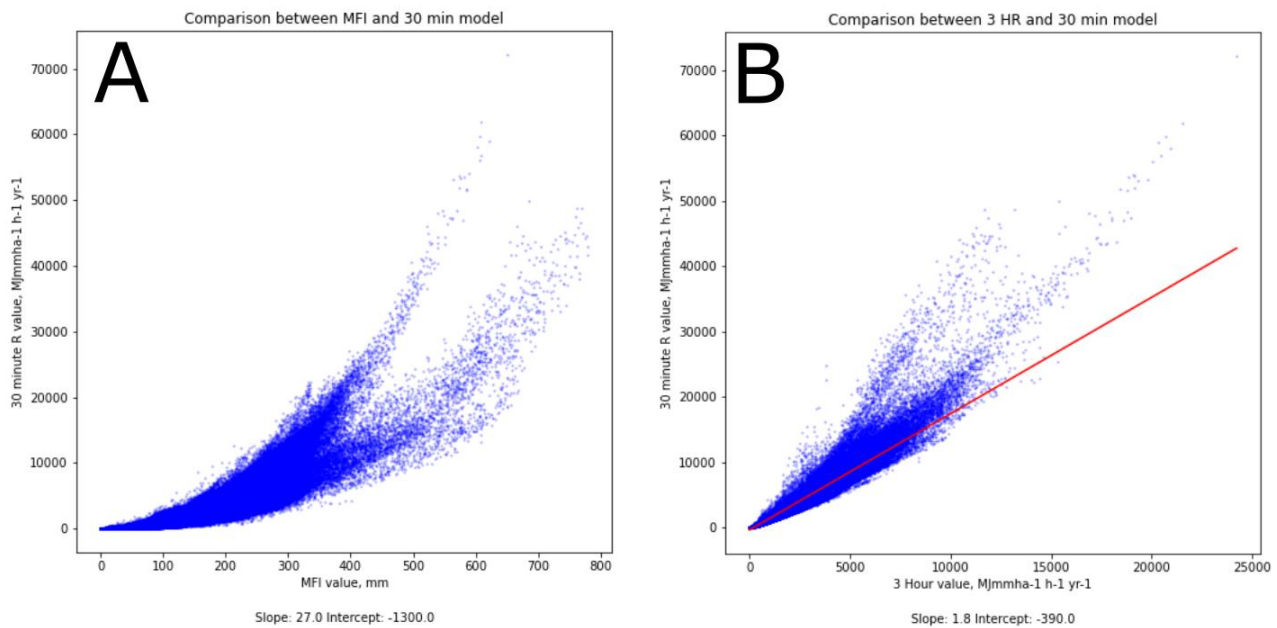 Comparison between MFI and 30 min model
A
70000
60000
50000
40000
30000
20000
10000
0
30 minute R value, MJmmha-1 h-1 yr-1
0 100 200 300 400 500 600 700 800
MFI value, mm
Slope: 27.0 Intercept: -1300.0
Comparison between 3 HR and 30 min model
B
70000
60000
50000
40000
30000
20000
10000
0
30 minute R value, MJmmha-1 h-1 yr-1
0 5000 10000 15000 20000 25000
3 Hour value, MJmmha-1 h-1 yr-1
Slope: 1.8 Intercept: -390.0